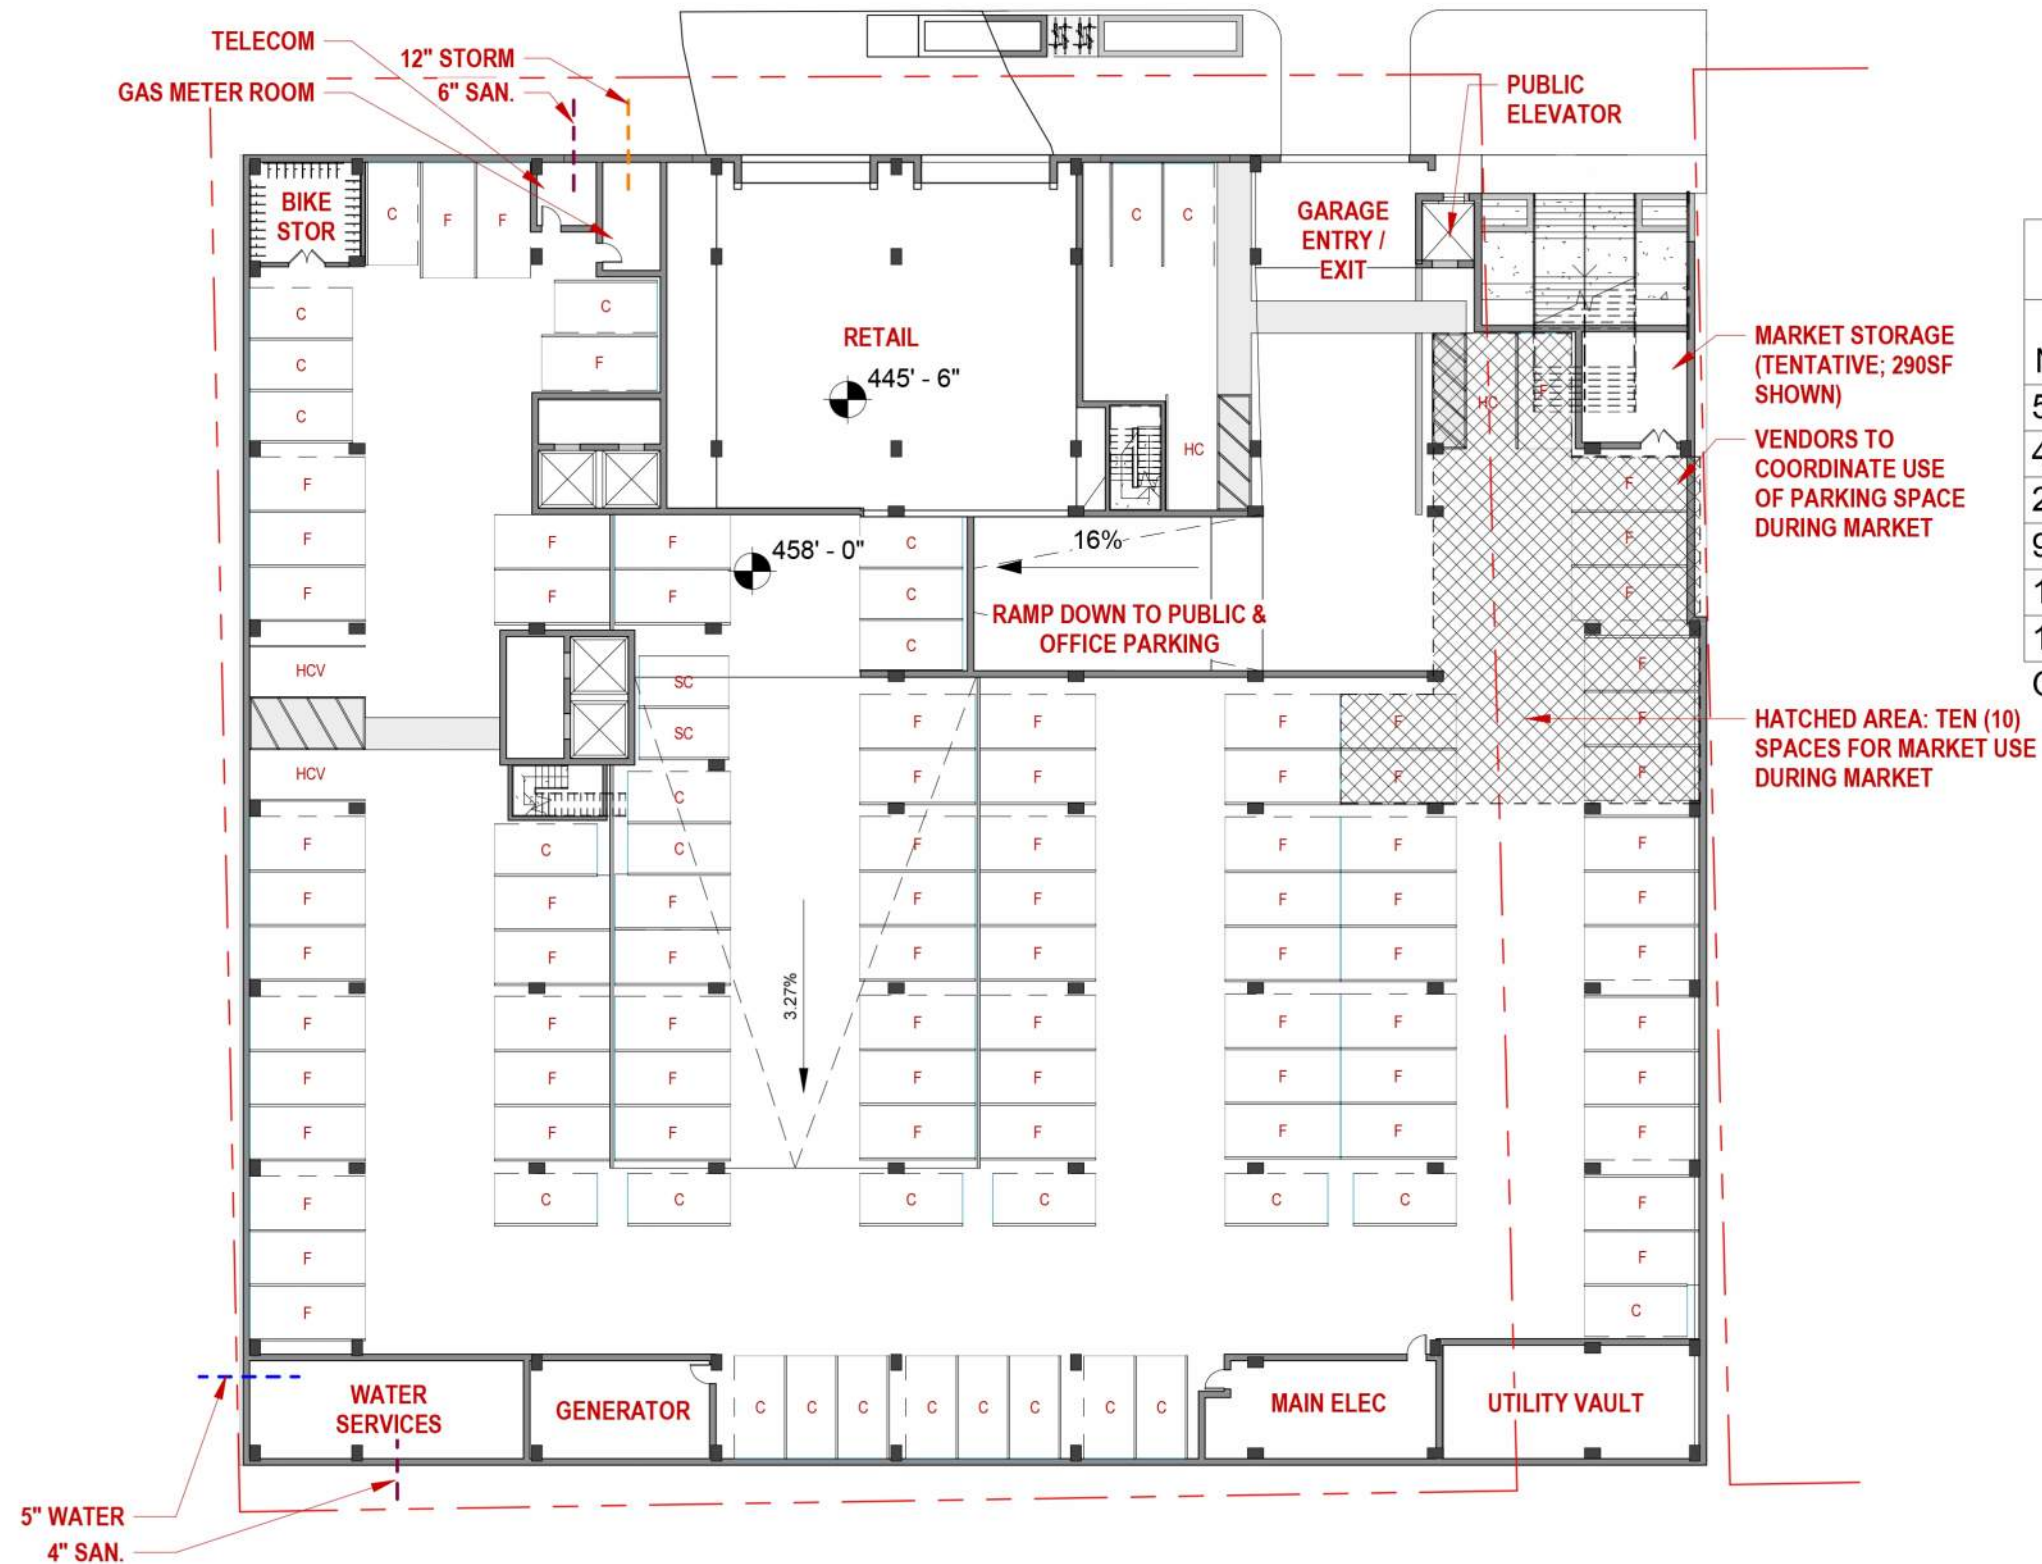 TELECOM
12" STORM
6" SAN.
GAS METER ROOM
PUBLIC
ELEVATOR
BIKE
STOR
C F F
C C
GARAGE
ENTRY /
EXIT
C
C
C
C
F
RETAIL
445' - 6"
HC
HC
F
MARKET STORAGE
(TENTATIVE; 290SF
SHOWN)
VENDORS TO
COORDINATE USE
OF PARKING SPACE
DURING MARKET
F
F
F
F
F
F
F
F
F
F
458' - 0"
C
C
C
16%
RAMP DOWN TO PUBLIC &
OFFICE PARKING
F
F
F
HCV
HCV
SC
SC
C
C
F F F F
F F F F
HATCHED AREA: TEN (10)
SPACES FOR MARKET USE
DURING MARKET
F C F F F F F
F F F F F F F F
F F F F F F F F
3.27%
F F F F F F F F
F F F F F F F F
F F F F F F F F
F C C C C C C F
F F
F C
WATER
SERVICES
GENERATOR
C C C C C C C C
MAIN ELEC
UTILITY VAULT
5" WATER
4" SAN.